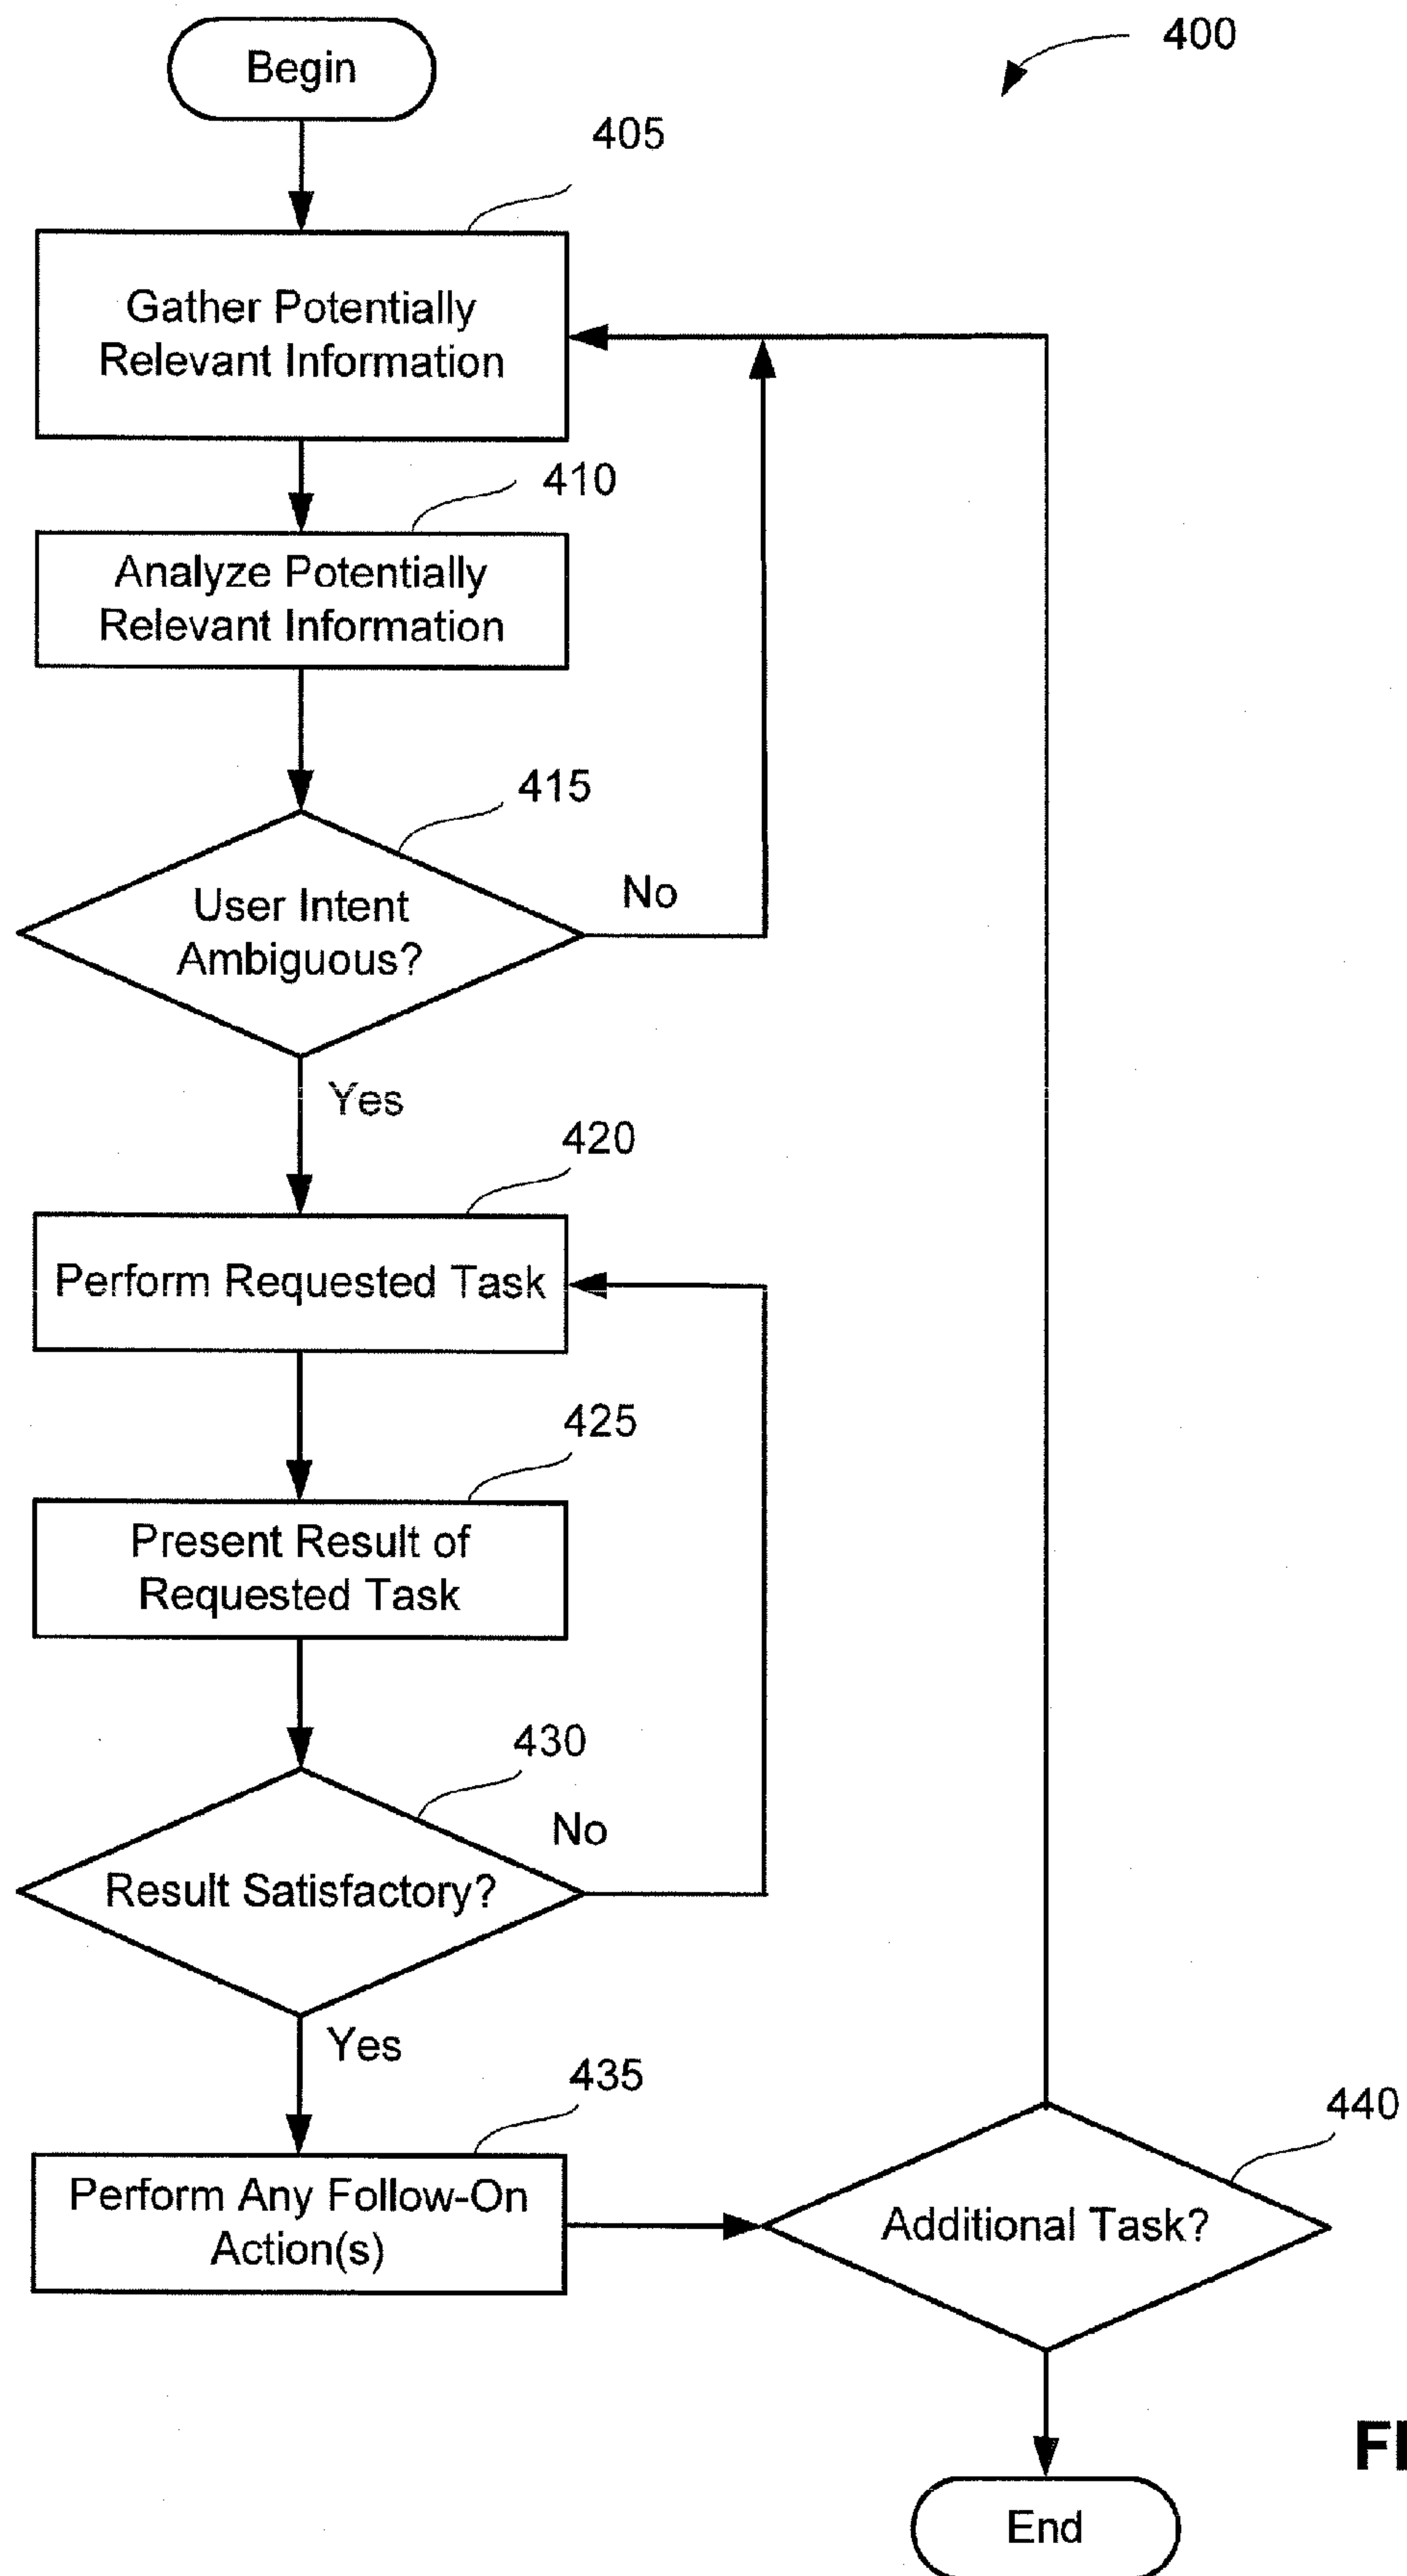 Begin
400
405
Gather Potentially
Relevant Information
410
Analyze Potentially
Relevant Information
415
User Intent
Ambiguous?
No
Yes
420
Perform Requested Task
425
Present Result of
Requested Task
430
No
Result Satisfactory?
Yes
435
Perform Any Follow-On
Action(s)
440
Additional Task?
End